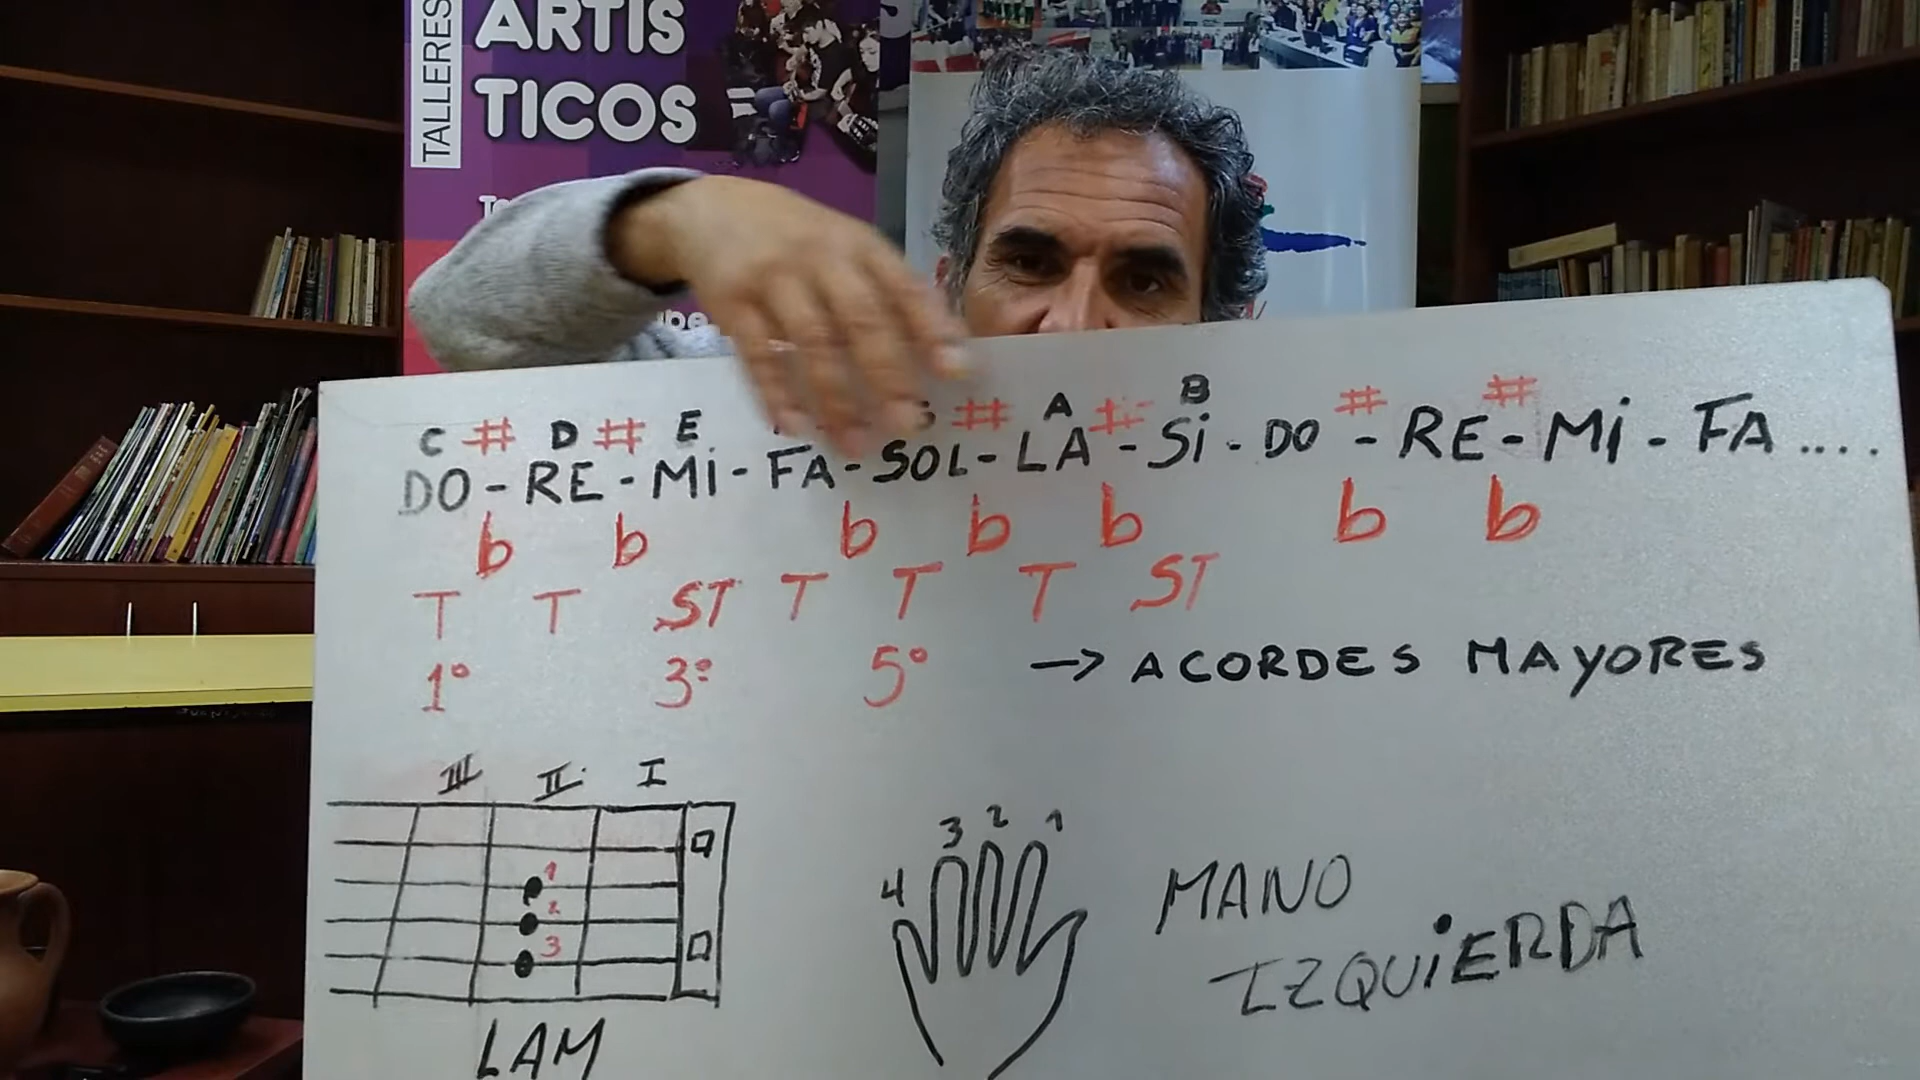 TALLERES
ARTIS
TICOS
C # D # E # A # B # #
DO - RE - Mi - FA - SOL - LA - Si - DO - RE - Mi - FA ....
b b b b b b b
T T ST T T T ST
1° 3° 5° → ACORDES MAYORES
III II I
1
2
3
LAM
4 3 2 1
MANO
IZQUiERDA